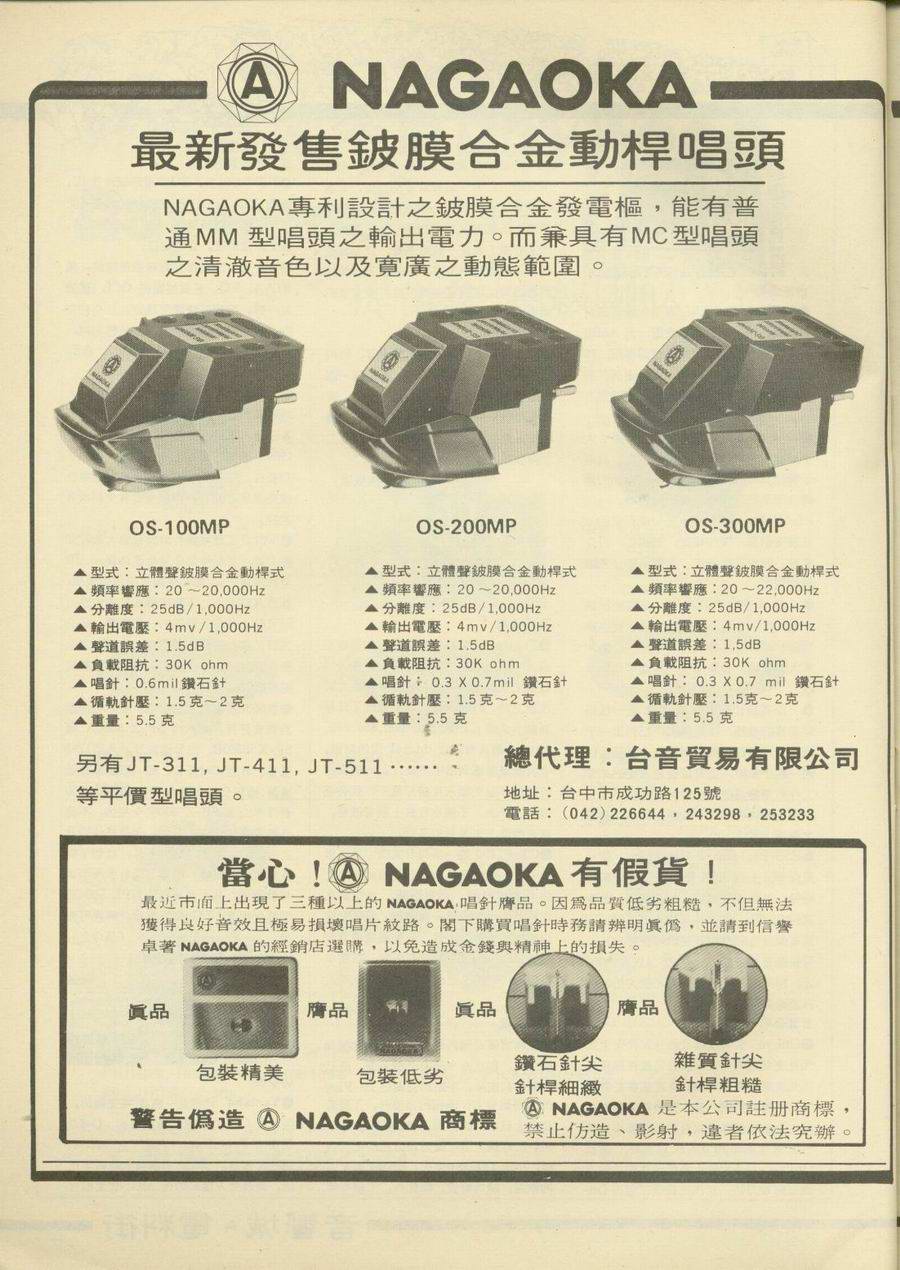 A NAGAOKA
最新發售鈹膜合金動桿唱頭
NAGAOKA專利設計之鈹膜合金發電樞，能有普
通MM 型唱頭之輸出電力。而兼具有MC型唱頭
之清澈音色以及寬廣之動態範圍。
A
NAGAOKA
A
NAGAOKA
A
NAGAOKA
OS-100MP
▲型式：立體聲鈹膜合金動桿式
▲頻率響應：20～20,000Hz
▲分離度：25dB/1,000Hz
▲輸出電壓：4mv/1,000Hz
▲聲道誤差：1.5dB
▲負載阻抗：30K ohm
▲唱針：0.6mil鑽石針
▲循軌針壓：1.5克～2克
▲重量：5.5 克
OS-200MP
▲型式：立體聲鈹膜合金動桿式
▲頻率響應：20～20,000Hz
▲分離度：25dB/1,000Hz
▲輸出電壓：4mv/1,000Hz
▲聲道誤差：1.5dB
▲負載阻抗：30K ohm
▲唱針：0.3 X 0.7mil 鑽石針
▲循軌針壓：1.5克～2克
▲重量：5.5 克
OS-300MP
▲型式：立體聲鈹膜合金動桿式
▲頻率響應：20～22,000Hz
▲分離度：25dB/1,000Hz
▲輸出電壓：4mv/1,000Hz
▲聲道誤差：1,5dB
▲負載阻抗：30K ohm
▲唱針：0.3 X 0.7 mil 鑽石針
▲循軌針壓：1.5克～2克
▲重量：5.5 克
另有JT-311, JT-411, JT-511……
等平價型唱頭。
總代理：台音貿易有限公司
地址：台中市成功路125號
電話：(042)226644，243298，253233
當心！A NAGAOKA 有假貨！
最近市面上出現了三種以上的 NAGAOKA 唱針贗品。因爲品質低劣粗糙，不但無法
獲得良好音效且極易損壞唱片紋路。閣下購買唱針時務請辨明眞僞，並請到信譽
卓著 NAGAOKA 的經銷店選購，以免造成金錢與精神上的損失。
眞品
包裝精美
贗品
NAGAOKA
包裝低劣
眞品
鑽石針尖
針桿細緻
贗品
雜質針尖
針桿粗糙
警告僞造 A NAGAOKA 商標
A NAGAOKA 是本公司註册商標，
禁止仿造、影射，違者依法究辦。